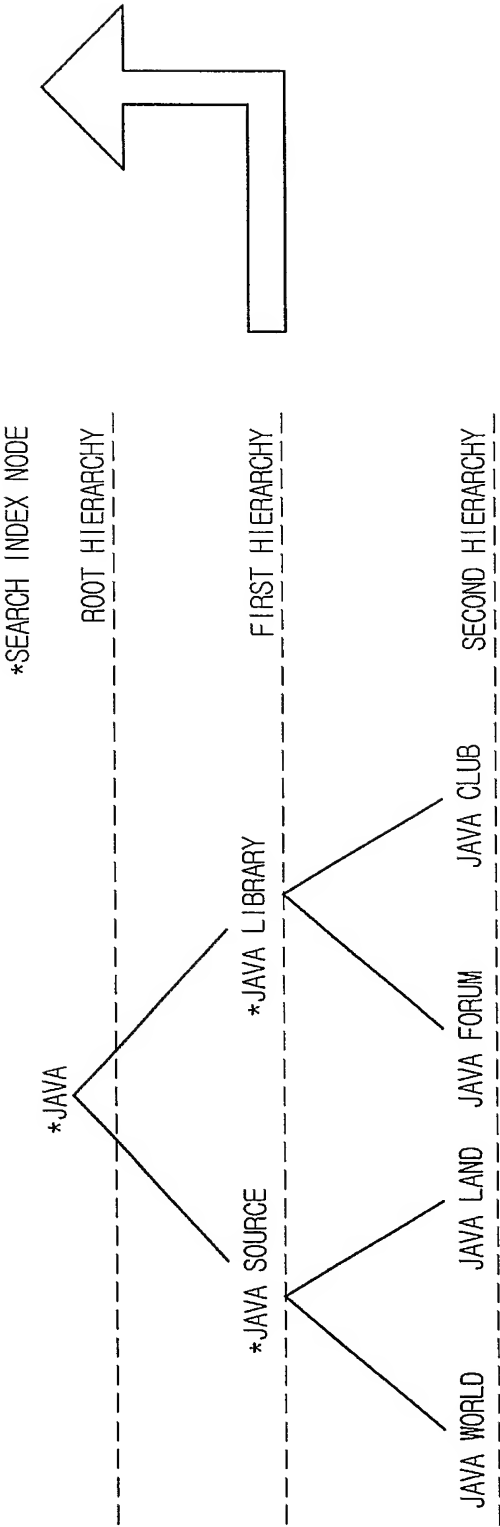 *SEARCH INDEX NODE
*JAVA
ROOT HIERARCHY
*JAVA SOURCE
*JAVA LIBRARY
FIRST HIERARCHY
JAVA WORLD
JAVA LAND
JAVA FORUM
JAVA CLUB
SECOND HIERARCHY